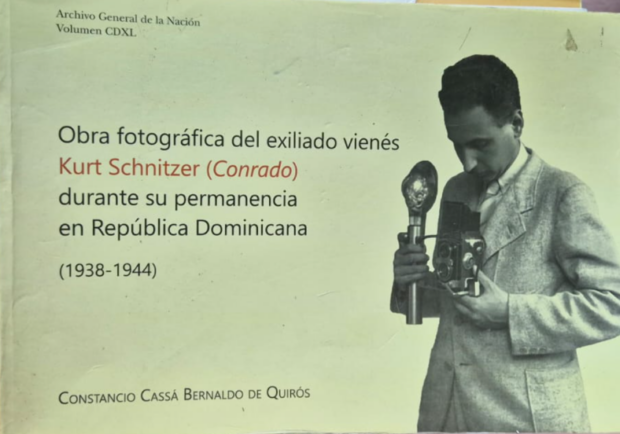 Archivo General de la Nación
Volumen CDXL
Obra fotográfica del exiliado vienés
Kurt Schnitzer (Conrado)
durante su permanencia
en República Dominicana
(1938-1944)
Constancio Cassá Bernaldo de Quirós